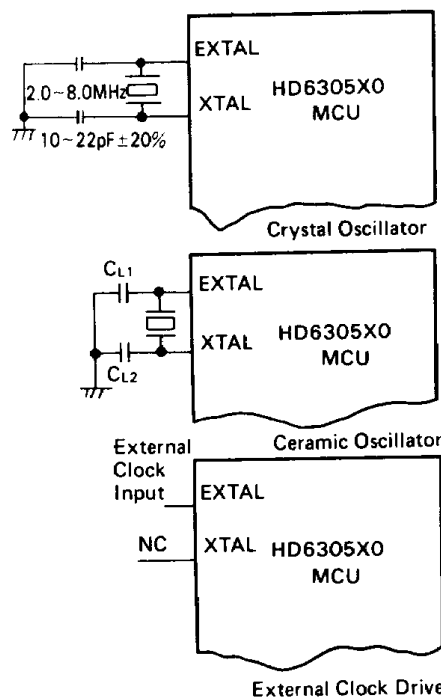 EXTAL
2.0~8.0MHz
XTAL
HD6305X0
MCU
10~22pF±20%
Crystal Oscillator
CL1
EXTAL
XTAL
HD6305X0
MCU
CL2
Ceramic Oscillator
External
Clock
Input
EXTAL
NC
XTAL
HD6305X0
MCU
External Clock Drive